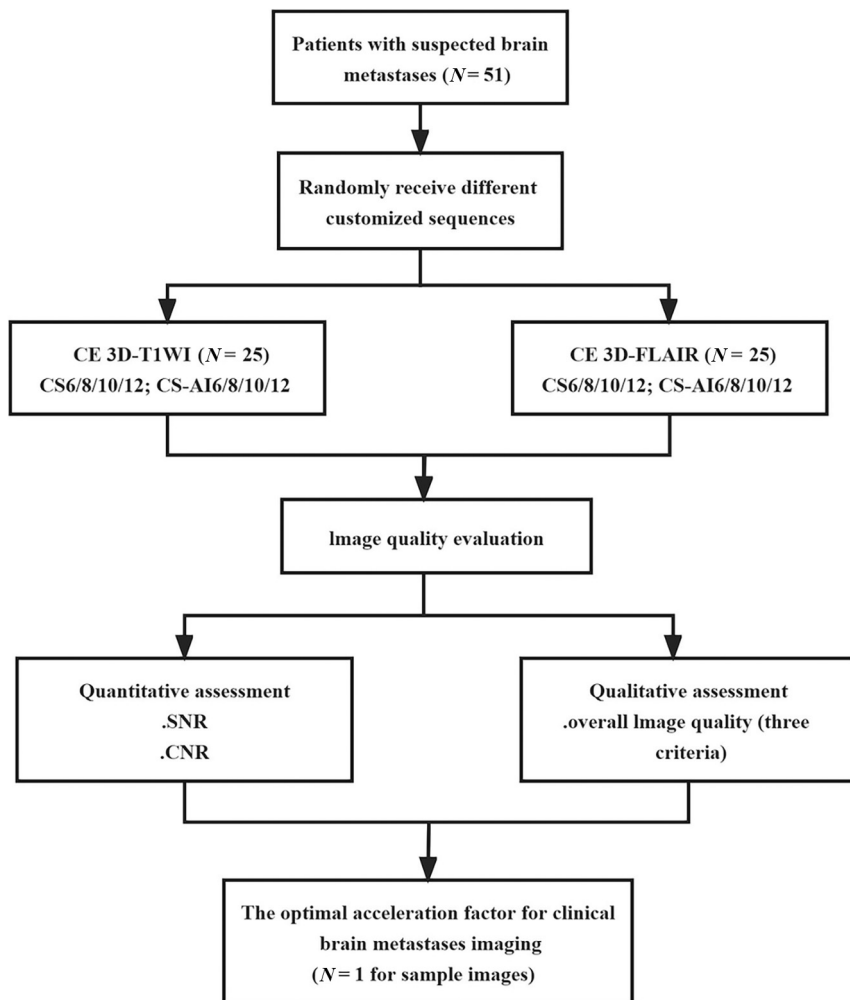 Patients with suspected brain
metastases (N = 51)
Randomly receive different
customized sequences
CE 3D-T1WI (N = 25)
CS6/8/10/12; CS-AI6/8/10/12
CE 3D-FLAIR (N = 25)
CS6/8/10/12; CS-AI6/8/10/12
lmage quality evaluation
Quantitative assessment
.SNR
.CNR
Qualitative assessment
.overall lmage quality (three
criteria)
The optimal acceleration factor for clinical
brain metastases imaging
(N = 1 for sample images)